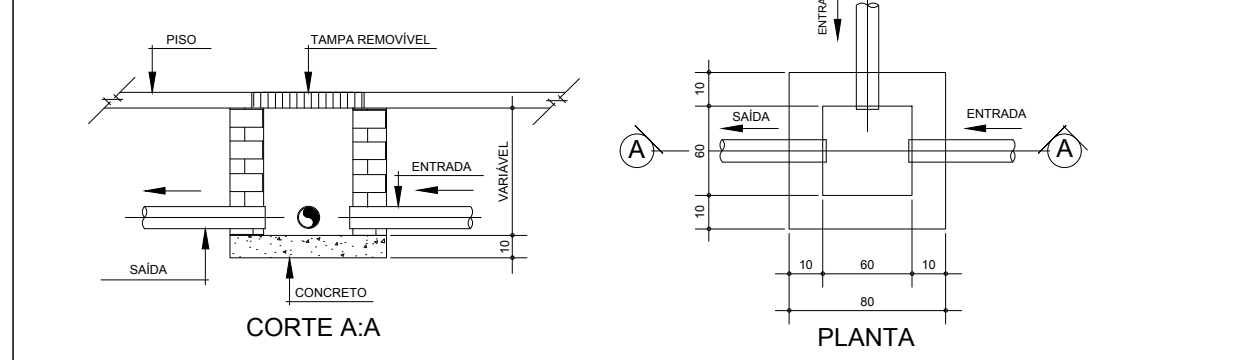 PISO
TAMPA REMOVÍVEL
ENTRADA
VARIÁVEL
10
SAÍDA
CONCRETO
CORTE A:A
10
60
10
SAÍDA
ENTRADA
A
A
10
60
10
80
PLANTA